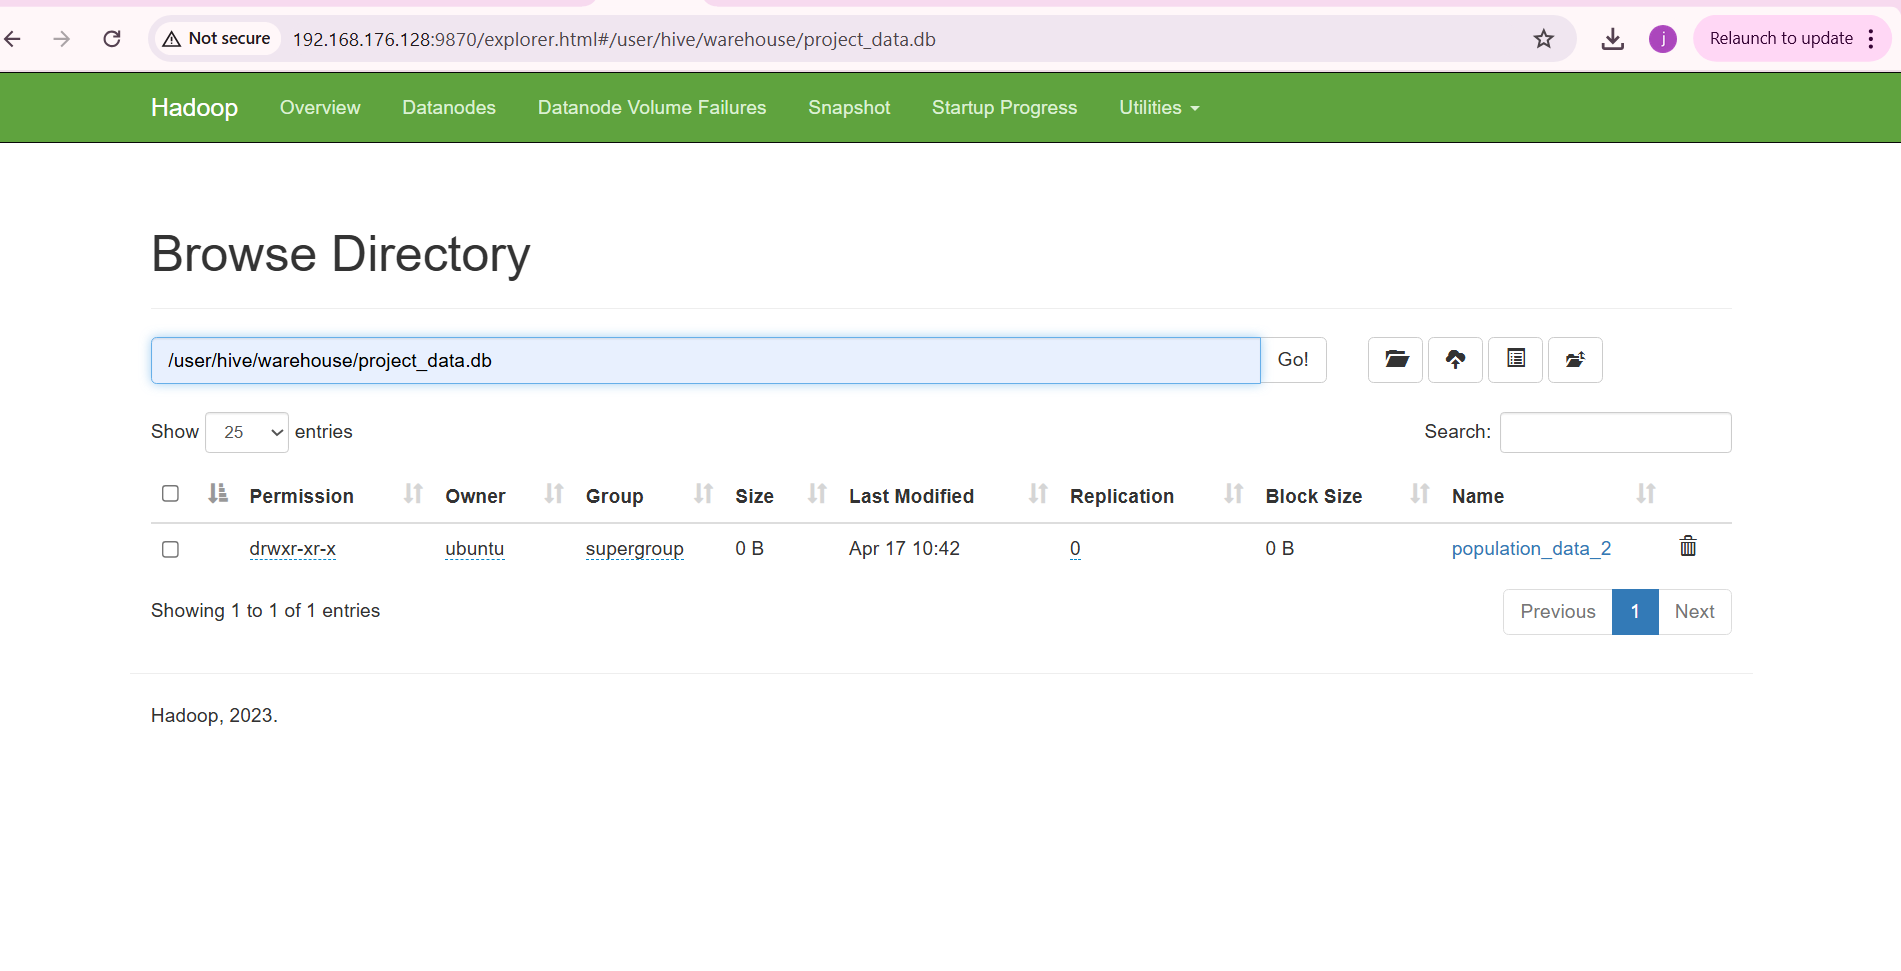 Not secure 192.168.176.128:9870/explorer.html#/user/hive/warehouse/project_data.db j Relaunch to update
Hadoop Overview Datanodes Datanode Volume Failures Snapshot Startup Progress Utilities
Browse Directory
/user/hive/warehouse/project_data.db Go!
Show 25 entries Search:
Permission Owner Group Size Last Modified Replication Block Size Name
drwxr-xr-x ubuntu supergroup 0 B Apr 17 10:42 0 0 B population_data_2
Showing 1 to 1 of 1 entries Previous 1 Next
Hadoop, 2023.